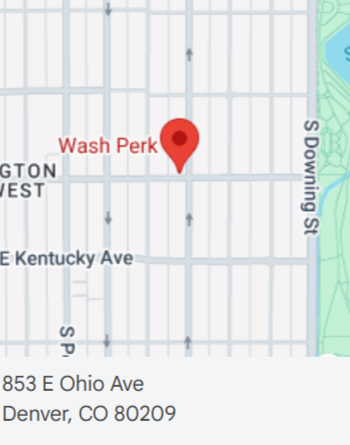 Wash Perk
GTON
WEST
S Downing St
E Kentucky Ave
S P
853 E Ohio Ave
Denver, CO 80209